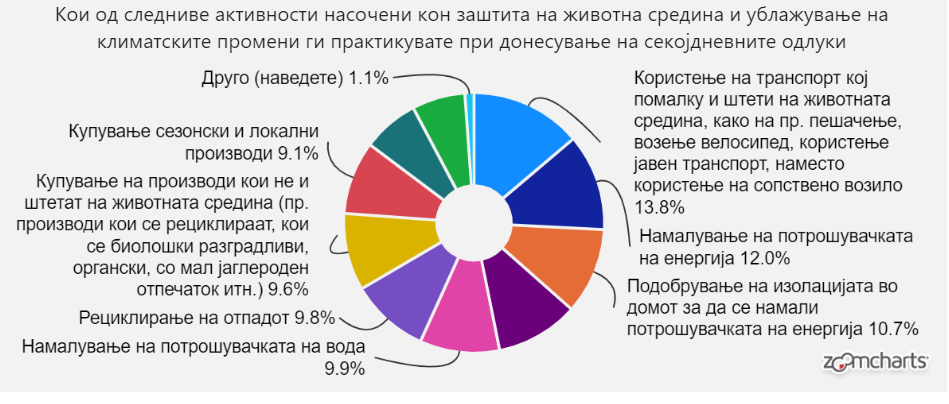 Кои од следниве активности насочени кон заштита на животна средина и ублажување на
климатските промени ги практикувате при донесување на секојдневните одлуки
Друго (наведете) 1.1%
Купување сезонски и локални
производи 9.1%
Купување на производи кои не и
штетат на животната средина (пр.
производи кои се рециклираат, кои
се биолошки разградливи,
органски, со мал јаглероден
отпечаток итн.) 9.6%
Рециклирање на отпадот 9.8%
Намалување на потрошувачката на вода
9.9%
Користење на транспорт кој
помалку и штети на животната
средина, како на пр. пешачење,
возење велосипед, користење
јавен транспорт, наместо
користење на сопствено возило
13.8%
Намалување на потрошувачката
на енергија 12.0%
Подобрување на изолацијата во
домот за да се намали
потрошувачката на енергија 10.7%
zoomcharts